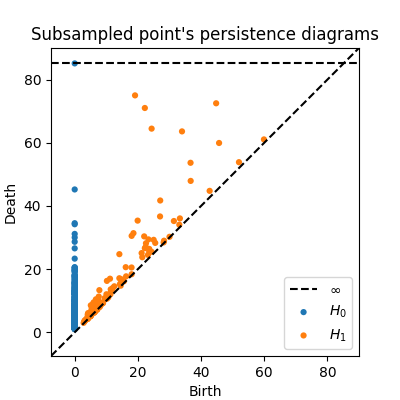 Subsampled point's persistence diagrams
Death
80
60
40
20
0
0 20 40 60 80
Birth
∞
H₀
H₁